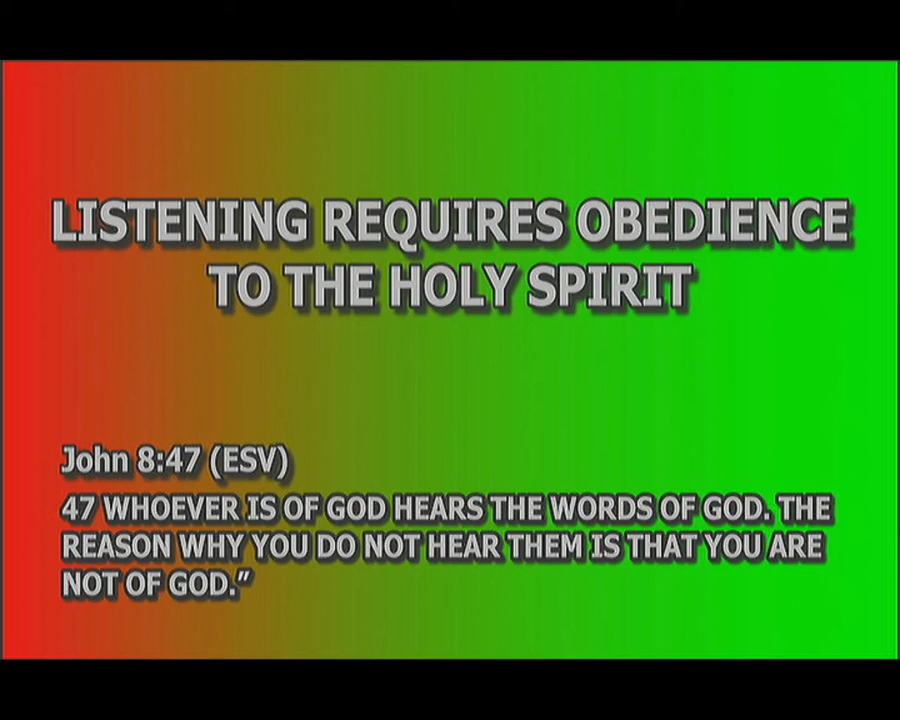 LISTENING REQUIRES OBEDIENCE
TO THE HOLY SPIRIT
John 8:47 (ESV)
47 WHOEVER IS OF GOD HEARS THE WORDS OF GOD. THE
REASON WHY YOU DO NOT HEAR THEM IS THAT YOU ARE
NOT OF GOD.”